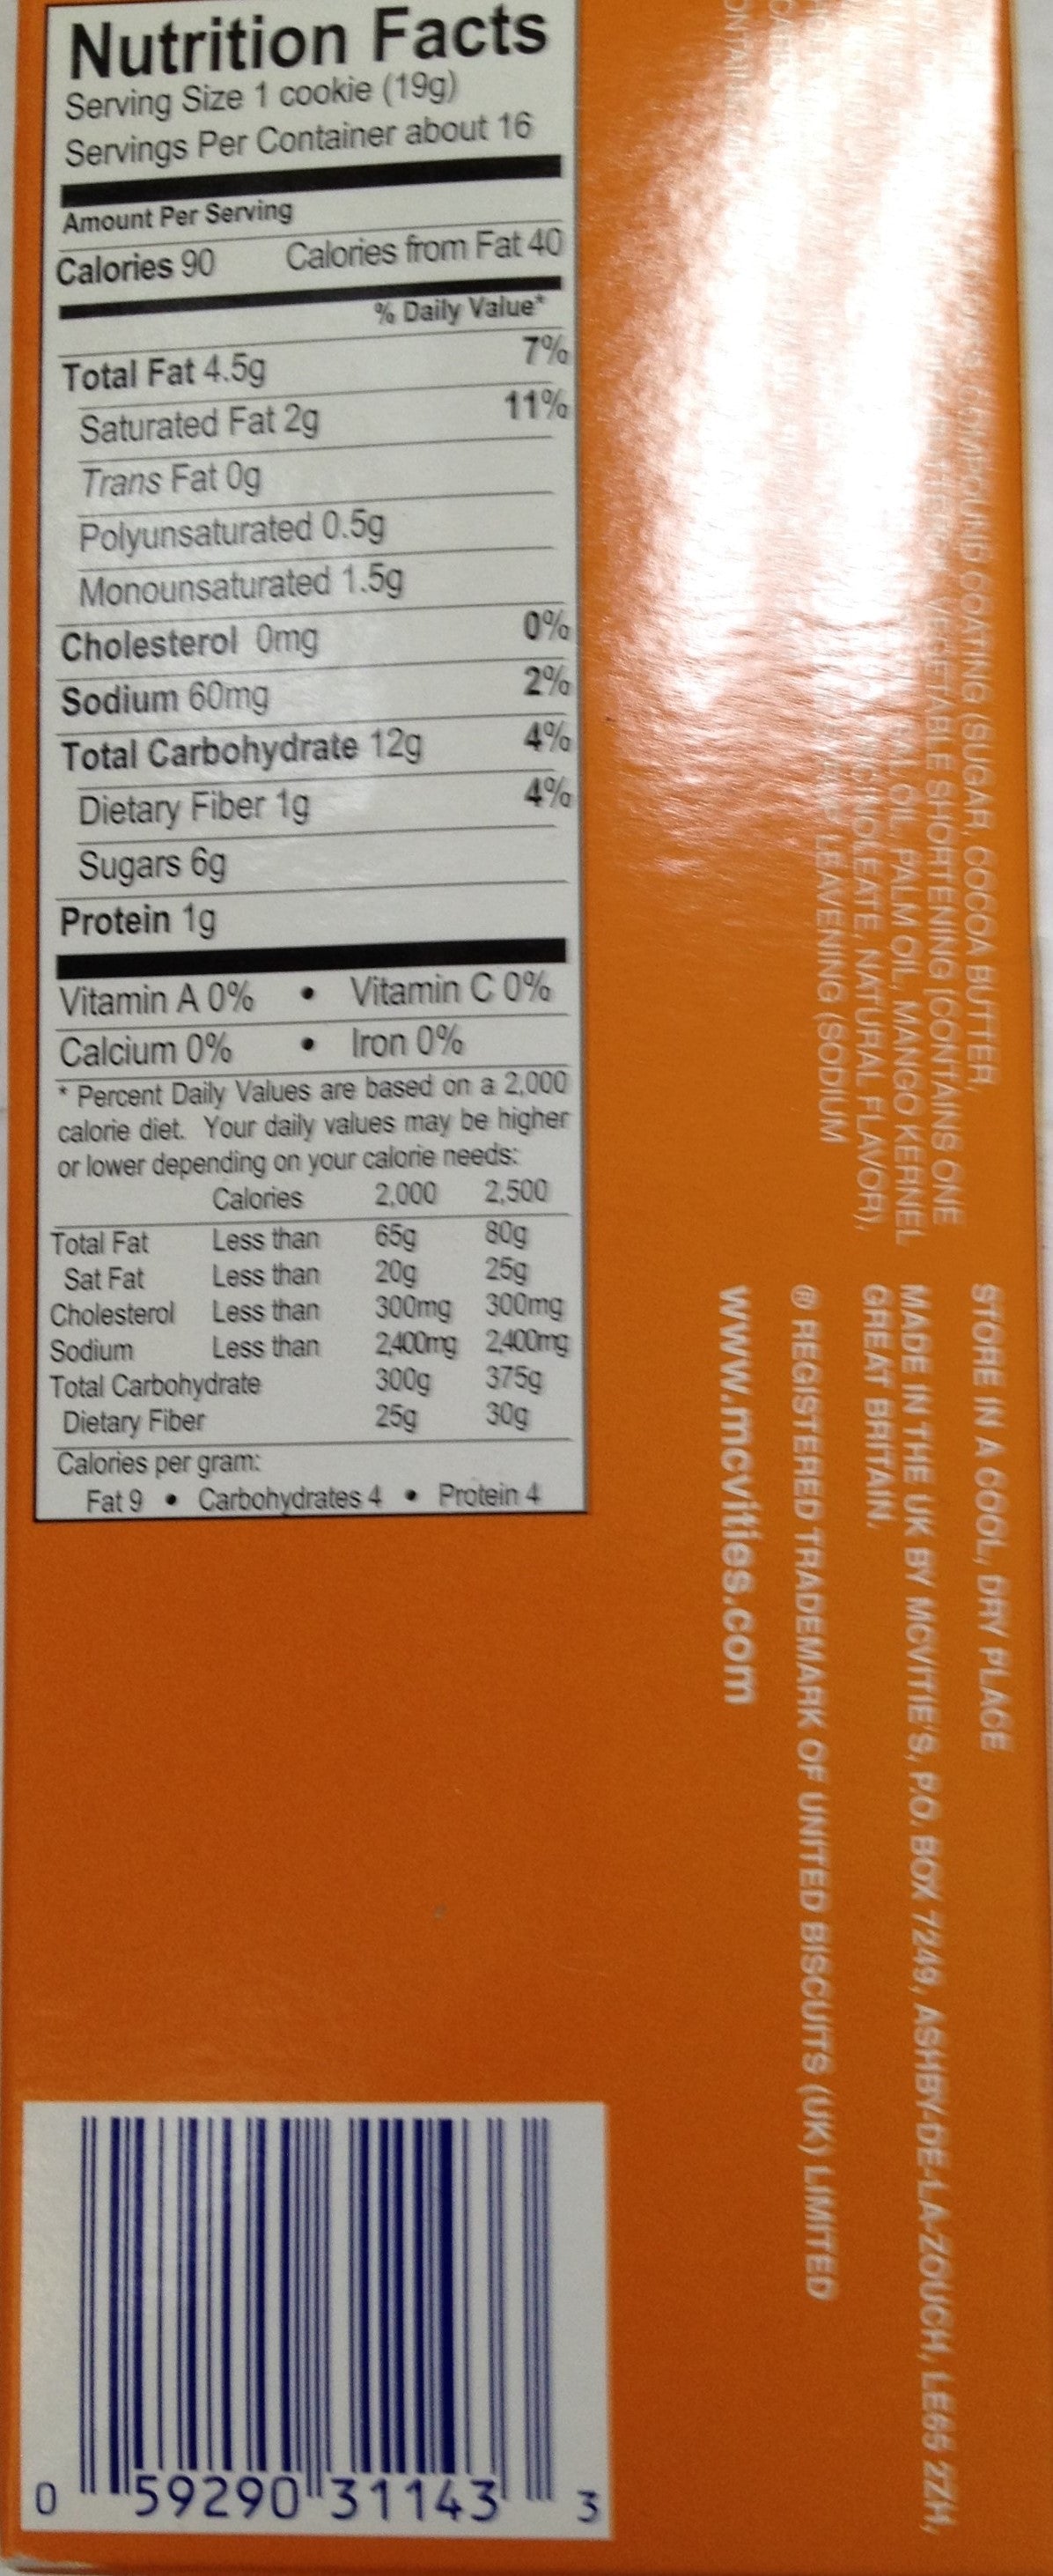 Nutrition Facts
Serving Size 1 cookie (19g)
Servings Per Container about 16
Amount Per Serving
Calories 90 Calories from Fat 40
% Daily Value*
Total Fat 4.5g 7%
Saturated Fat 2g 11%
Trans Fat 0g
Polyunsaturated 0.5g
Monounsaturated 1.5g
Cholesterol 0mg 0%
Sodium 60mg 2%
Total Carbohydrate 12g 4%
Dietary Fiber 1g 4%
Sugars 6g
Protein 1g
Vitamin A 0% • Vitamin C 0%
Calcium 0% • Iron 0%
* Percent Daily Values are based on a 2,000
calorie diet. Your daily values may be higher
or lower depending on your calorie needs:
Calories 2,000 2,500
Total Fat Less than 65g 80g
Sat Fat Less than 20g 25g
Cholesterol Less than 300mg 300mg
Sodium Less than 2,400mg 2,400mg
Total Carbohydrate 300g 375g
Dietary Fiber 25g 30g
Calories per gram:
Fat 9 • Carbohydrates 4 • Protein 4
COMPOUND COATING (SUGAR, COCOA BUTTER,
VEGETABLE SHORTENING [CONTAINS ONE
OIL, PALM OIL, MANGO KERNEL
NATURAL FLAVOR),
LEAVENING (SODIUM
STORE IN A COOL, DRY PLACE
MADE IN THE UK BY MCVITIE'S, P.O. BOX 7249, ASHBY-DE-LA-ZOUCH, LE65 2ZH,
GREAT BRITAIN.
® REGISTERED TRADEMARK OF UNITED BISCUITS (UK) LIMITED
www.mcvities.com
0 59290 31143 3